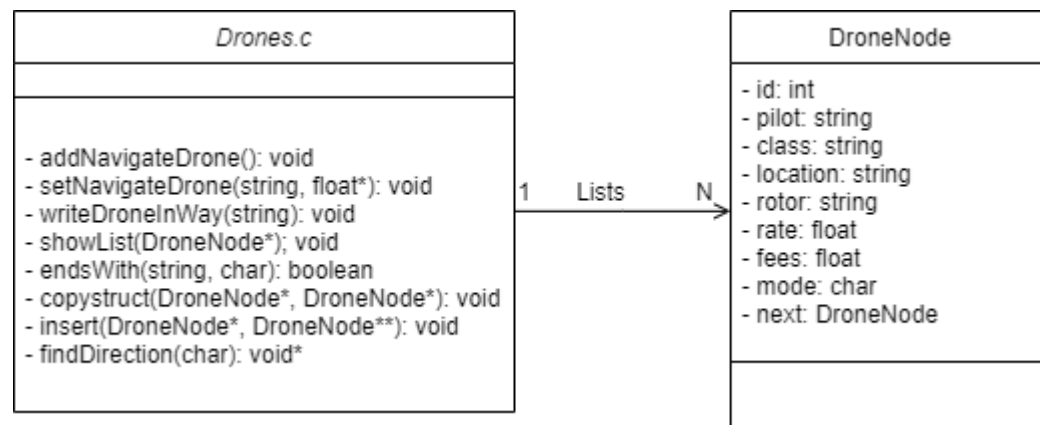 Drones.c
- addNavigateDrone(): void
- setNavigateDrone(string, float*): void
- writeDroneInWay(string): void
- showList(DroneNode*); void
- endsWith(string, char): boolean
- copystruct(DroneNode*, DroneNode*): void
- insert(DroneNode*, DroneNode**): void
- findDirection(char): void*
1 Lists N
DroneNode
- id: int
- pilot: string
- class: string
- location: string
- rotor: string
- rate: float
- fees: float
- mode: char
- next: DroneNode